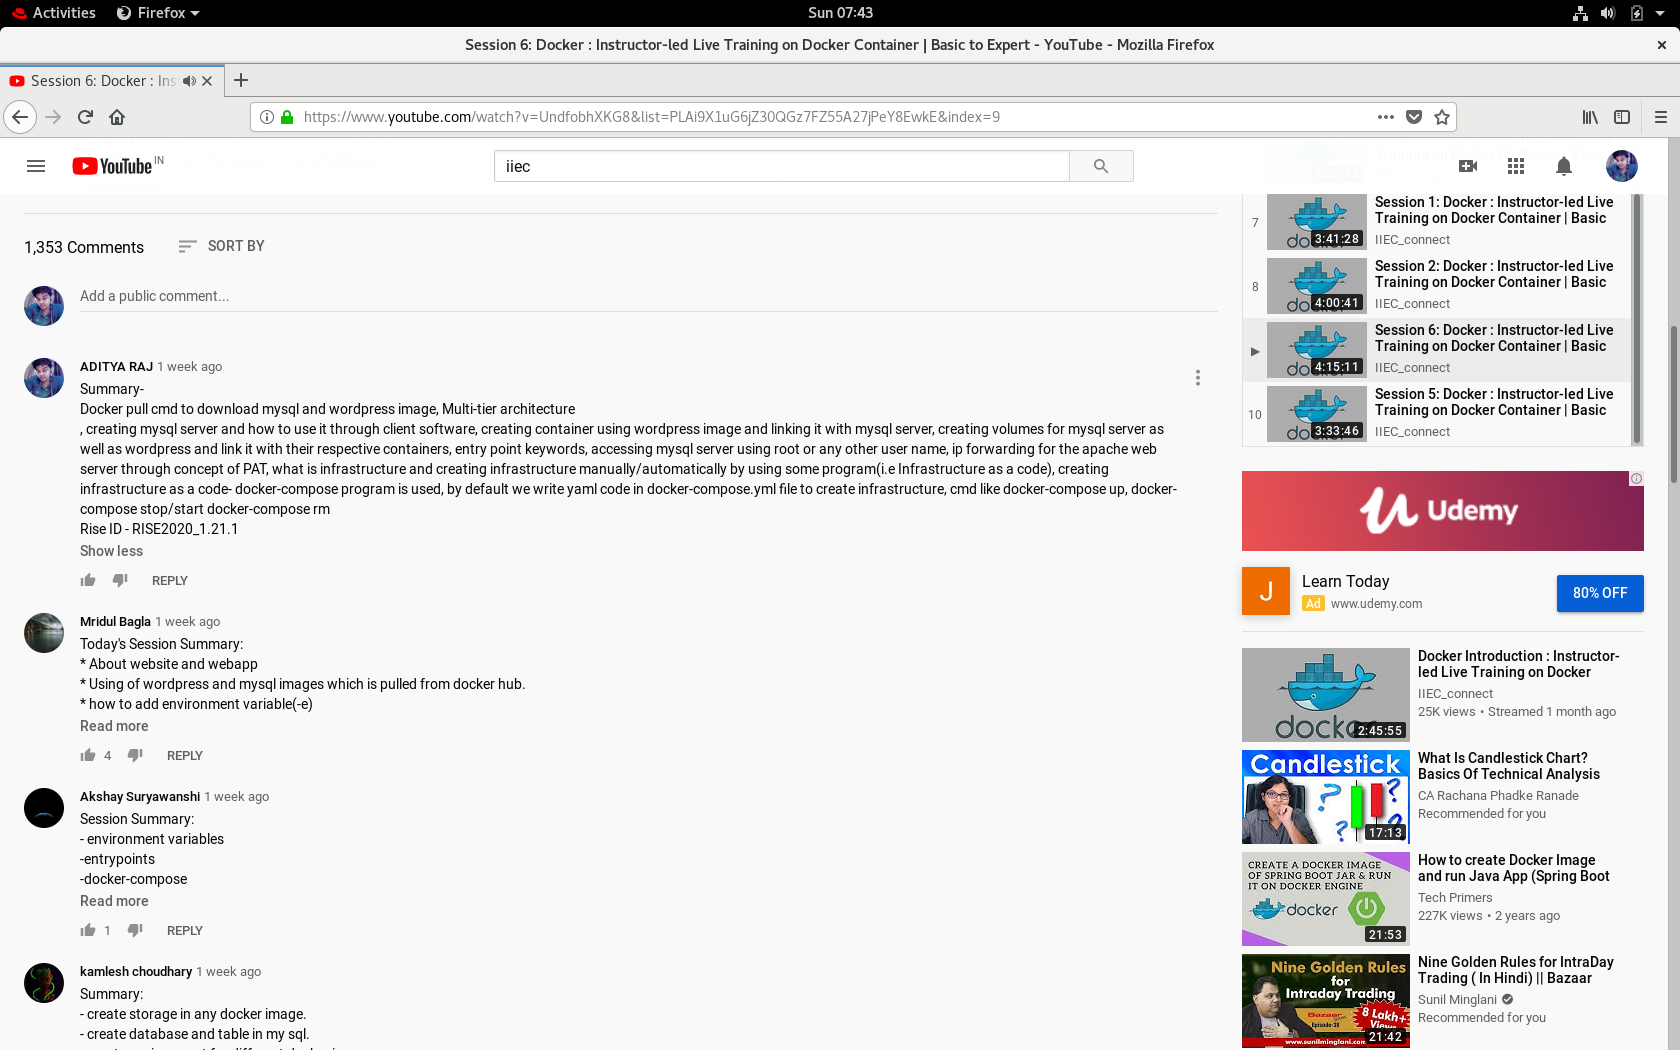 Activities Firefox Sun 07:43
Session 6: Docker : Instructor-led Live Training on Docker Container | Basic to Expert - YouTube - Mozilla Firefox
Session 6: Docker : Inst
https://www.youtube.com/watch?v=UndfobhXKG8&list=PLAi9X1uG6jZ30QGz7FZ55A27jPeY8EwkE&index=9
YouTube IN
iiec
1,353 Comments SORT BY
Add a public comment...
ADITYA RAJ 1 week ago
Summary-
Docker pull cmd to download mysql and wordpress image, Multi-tier architecture
, creating mysql server and how to use it through client software, creating container using wordpress image and linking it with mysql server, creating volumes for mysql server as
well as wordpress and link it with their respective containers, entry point keywords, accessing mysql server using root or any other user name, ip forwarding for the apache web
server through concept of PAT, what is infrastructure and creating infrastructure manually/automatically by using some program(i.e Infrastructure as a code), creating
infrastructure as a code- docker-compose program is used, by default we write yaml code in docker-compose.yml file to create infrastructure, cmd like docker-compose up, docker-
compose stop/start docker-compose rm
Rise ID - RISE2020_1.21.1
Show less
REPLY
Mridul Bagla 1 week ago
Today's Session Summary:
* About website and webapp
* Using of wordpress and mysql images which is pulled from docker hub.
* how to add environment variable(-e)
Read more
4 REPLY
Akshay Suryawanshi 1 week ago
Session Summary:
- environment variables
-entrypoints
-docker-compose
Read more
1 REPLY
kamlesh choudhary 1 week ago
Summary:
- create storage in any docker image.
- create database and table in my sql.
7
3:41:28
Session 1: Docker : Instructor-led Live
Training on Docker Container | Basic
IIEC_connect
8
4:00:41
Session 2: Docker : Instructor-led Live
Training on Docker Container | Basic
IIEC_connect
4:15:11
Session 6: Docker : Instructor-led Live
Training on Docker Container | Basic
IIEC_connect
10
3:33:46
Session 5: Docker : Instructor-led Live
Training on Docker Container | Basic
IIEC_connect
Udemy
J
Learn Today
Ad www.udemy.com
80% OFF
docker
2:45:55
Docker Introduction : Instructor-
led Live Training on Docker
IIEC_connect
25K views • Streamed 1 month ago
Candlestick
17:13
What Is Candlestick Chart?
Basics Of Technical Analysis
CA Rachana Phadke Ranade
Recommended for you
CREATE A DOCKER IMAGE
OF SPRING BOOT JAR & RUN
IT ON DOCKER ENGINE
docker
21:53
How to create Docker Image
and run Java App (Spring Boot
Tech Primers
227K views • 2 years ago
Nine Golden Rules
for
Intraday Trading
Bazaar
Episode-38
8 Lakh+
Views
21:42
Nine Golden Rules for IntraDay
Trading ( In Hindi) || Bazaar
Sunil Minglani
Recommended for you